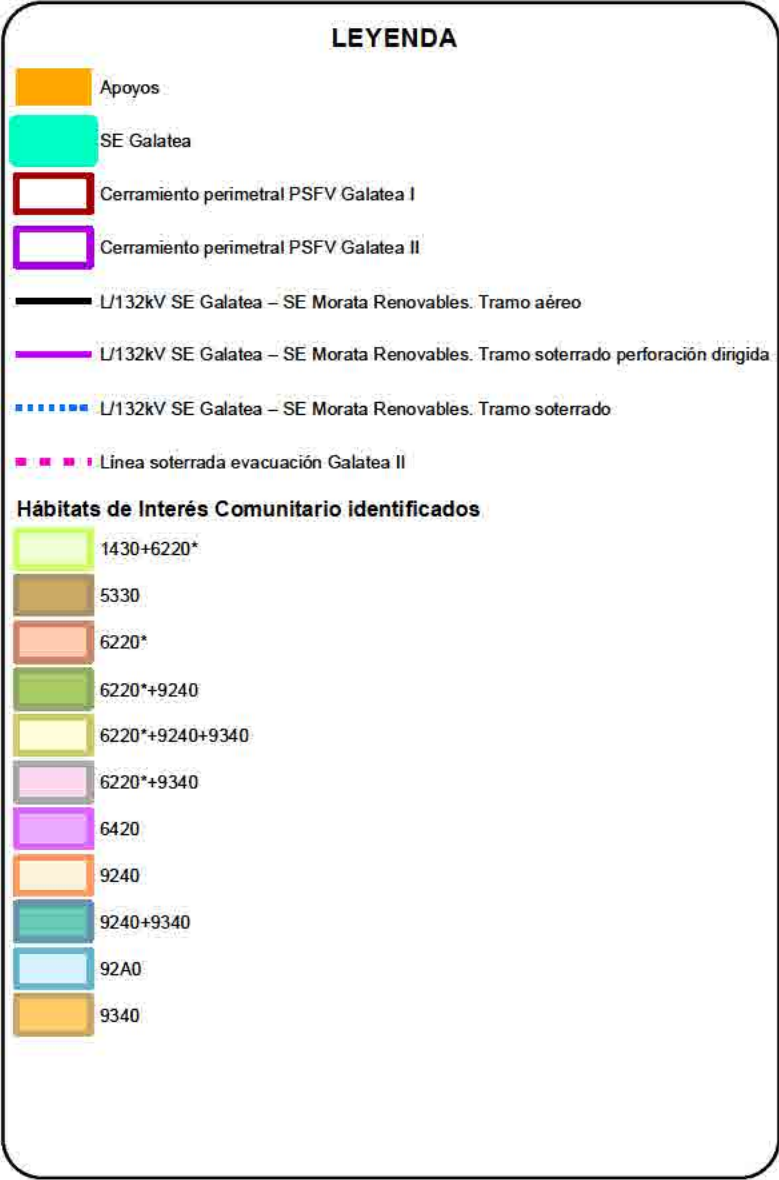 LEYENDA
Apoyos
SE Galatea
Cerramiento perimetral PSFV Galatea I
Cerramiento perimetral PSFV Galatea II
L/132kV SE Galatea – SE Morata Renovables. Tramo aéreo
L/132kV SE Galatea – SE Morata Renovables. Tramo soterrado perforación dirigida
L/132kV SE Galatea – SE Morata Renovables. Tramo soterrado
Línea soterrada evacuación Galatea II
Hábitats de Interés Comunitario identificados
1430+6220*
5330
6220*
6220*+9240
6220*+9240+9340
6220*+9340
6420
9240
9240+9340
92A0
9340